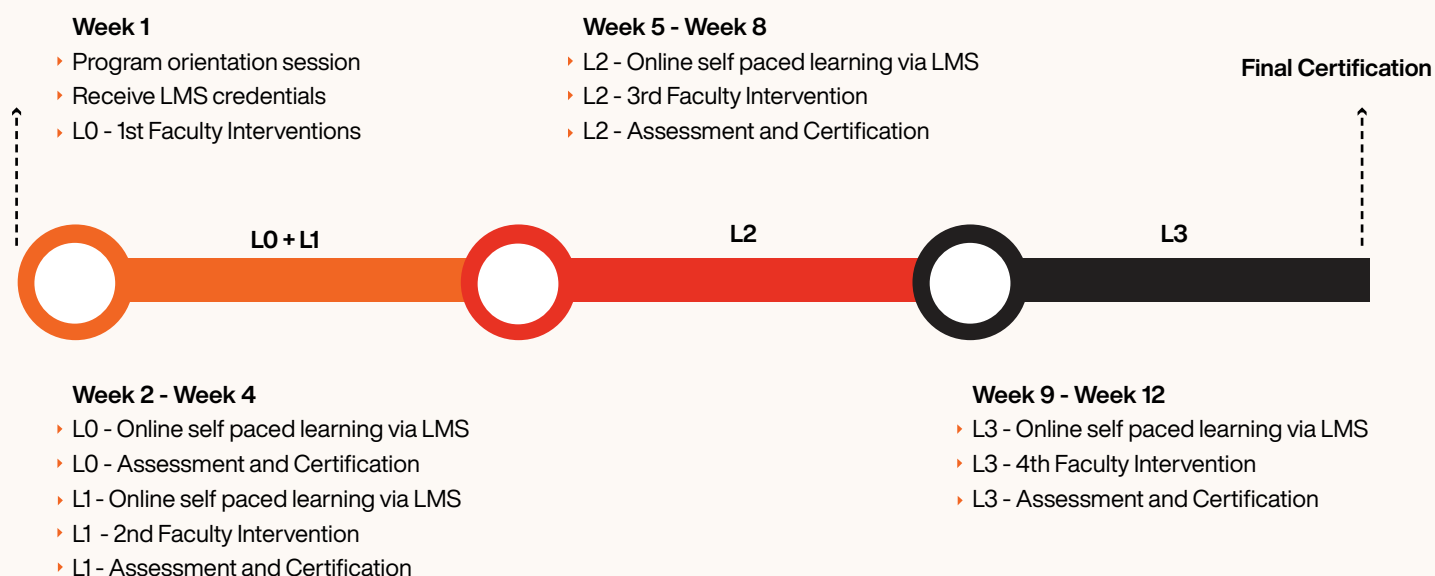 Week 1
Program orientation session
Receive LMS credentials
L0 - 1st Faculty Interventions
Week 5 - Week 8
L2 - Online self paced learning via LMS
L2 - 3rd Faculty Intervention
L2 - Assessment and Certification
Final Certification
L0 + L1
L2
L3
Week 2 - Week 4
L0 - Online self paced learning via LMS
L0 - Assessment and Certification
L1 - Online self paced learning via LMS
L1 - 2nd Faculty Intervention
L1 - Assessment and Certification
Week 9 - Week 12
L3 - Online self paced learning via LMS
L3 - 4th Faculty Intervention
L3 - Assessment and Certification